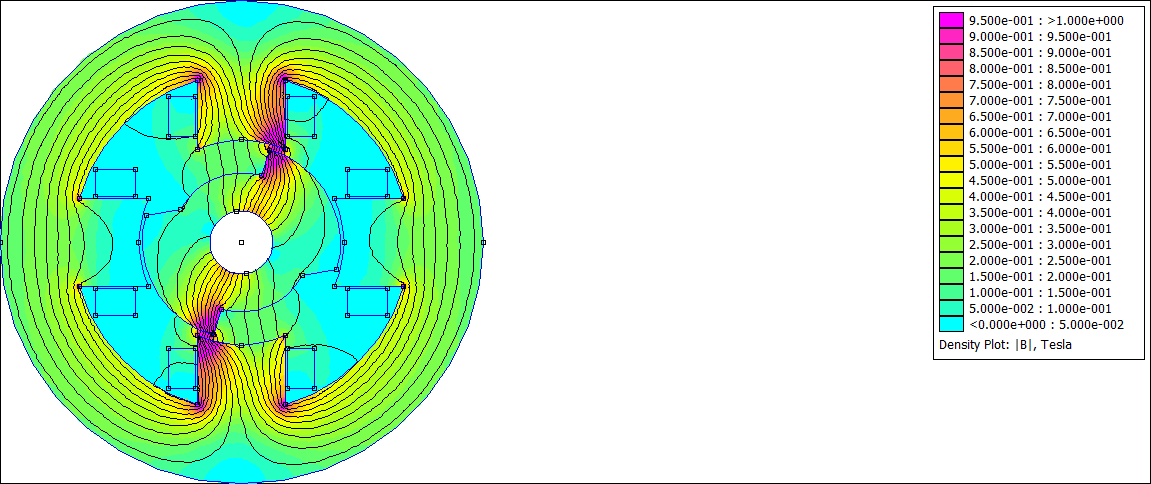 9.500e-001 : >1.000e+000
9.000e-001 : 9.500e-001
8.500e-001 : 9.000e-001
8.000e-001 : 8.500e-001
7.500e-001 : 8.000e-001
7.000e-001 : 7.500e-001
6.500e-001 : 7.000e-001
6.000e-001 : 6.500e-001
5.500e-001 : 6.000e-001
5.000e-001 : 5.500e-001
4.500e-001 : 5.000e-001
4.000e-001 : 4.500e-001
3.500e-001 : 4.000e-001
3.000e-001 : 3.500e-001
2.500e-001 : 3.000e-001
2.000e-001 : 2.500e-001
1.500e-001 : 2.000e-001
1.000e-001 : 1.500e-001
5.000e-002 : 1.000e-001
<0.000e+000 : 5.000e-002
Density Plot: |B|, Tesla